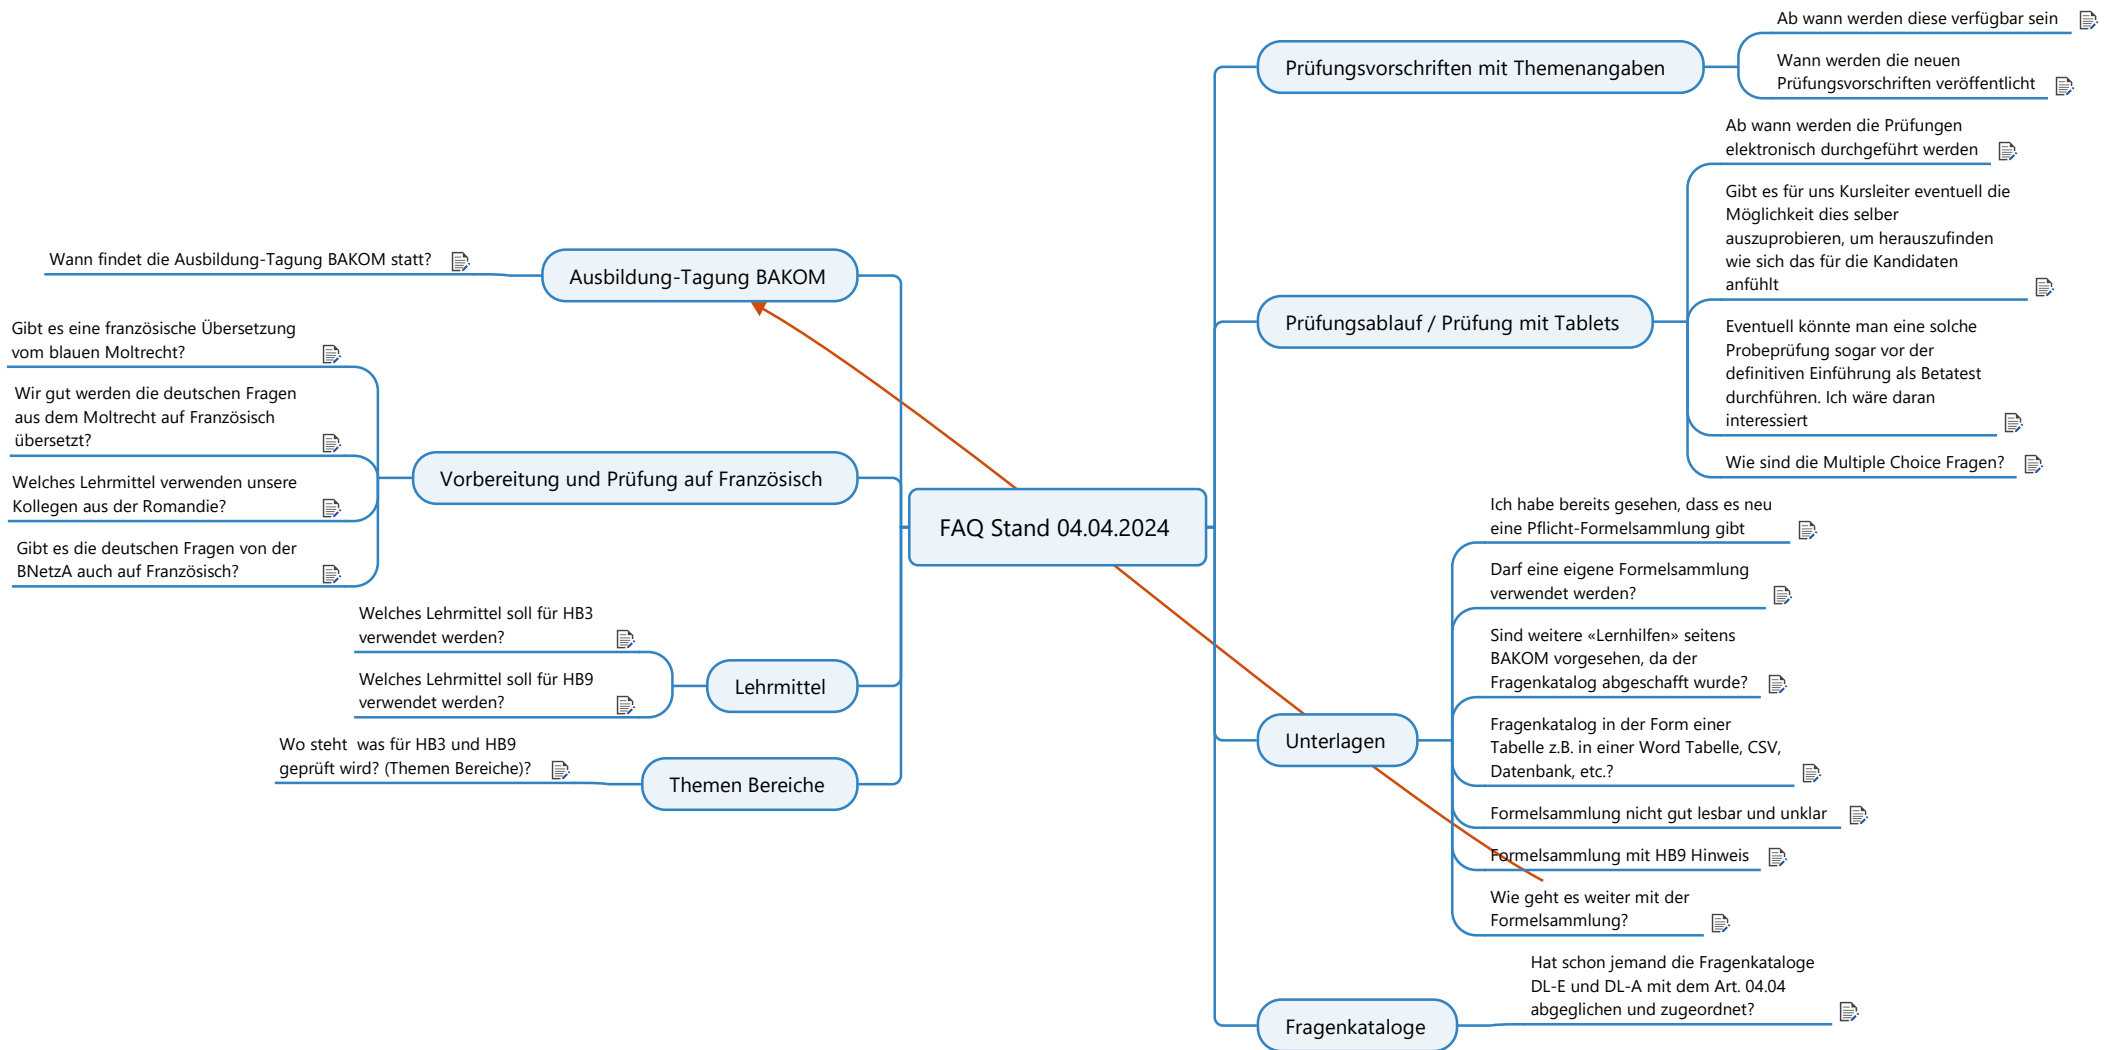 FAQ Stand 04.04.2024
Prüfungsvorschriften mit Themenangaben
Ab wann werden diese verfügbar sein
Wann werden die neuen
Prüfungsvorschriften veröffentlicht
Prüfungsablauf / Prüfung mit Tablets
Ab wann werden die Prüfungen
elektronisch durchgeführt werden
Gibt es für uns Kursleiter eventuell die
Möglichkeit dies selber
auszuprobieren, um herauszufinden
wie sich das für die Kandidaten
anfühlt
Eventuell könnte man eine solche
Probeprüfung sogar vor der
definitiven Einführung als Betatest
durchführen. Ich wäre daran
interessiert
Wie sind die Multiple Choice Fragen?
Unterlagen
Ich habe bereits gesehen, dass es neu
eine Pflicht-Formelsammlung gibt
Darf eine eigene Formelsammlung
verwendet werden?
Sind weitere «Lernhilfen» seitens
BAKOM vorgesehen, da der
Fragenkatalog abgeschafft wurde?
Fragenkatalog in der Form einer
Tabelle z.B. in einer Word Tabelle, CSV,
Datenbank, etc.?
Formelsammlung nicht gut lesbar und unklar
Formelsammlung mit HB9 Hinweis
Wie geht es weiter mit der
Formelsammlung?
Fragenkataloge
Hat schon jemand die Fragenkataloge
DL-E und DL-A mit dem Art. 04.04
abgeglichen und zugeordnet?
Ausbildung-Tagung BAKOM
Wann findet die Ausbildung-Tagung BAKOM statt?
Vorbereitung und Prüfung auf Französisch
Gibt es eine französische Übersetzung
vom blauen Moltrecht?
Wir gut werden die deutschen Fragen
aus dem Moltrecht auf Französisch
übersetzt?
Welches Lehrmittel verwenden unsere
Kollegen aus der Romandie?
Gibt es die deutschen Fragen von der
BNetzA auch auf Französisch?
Lehrmittel
Welches Lehrmittel soll für HB3
verwendet werden?
Welches Lehrmittel soll für HB9
verwendet werden?
Themen Bereiche
Wo steht  was für HB3 und HB9
geprüft wird? (Themen Bereiche)?